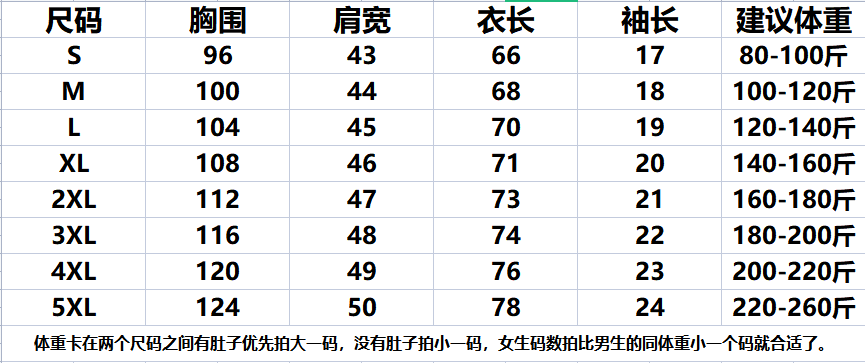 尺码 胸围 肩宽 衣长 袖长 建议体重
S 96 43 66 17 80-100斤
M 100 44 68 18 100-120斤
L 104 45 70 19 120-140斤
XL 108 46 71 20 140-160斤
2XL 112 47 73 21 160-180斤
3XL 116 48 74 22 180-200斤
4XL 120 49 76 23 200-220斤
5XL 124 50 78 24 220-260斤
体重卡在两个尺码之间有肚子优先拍大一码，没有肚子拍小一码，女生码数拍比男生的同体重小一个码就合适了。